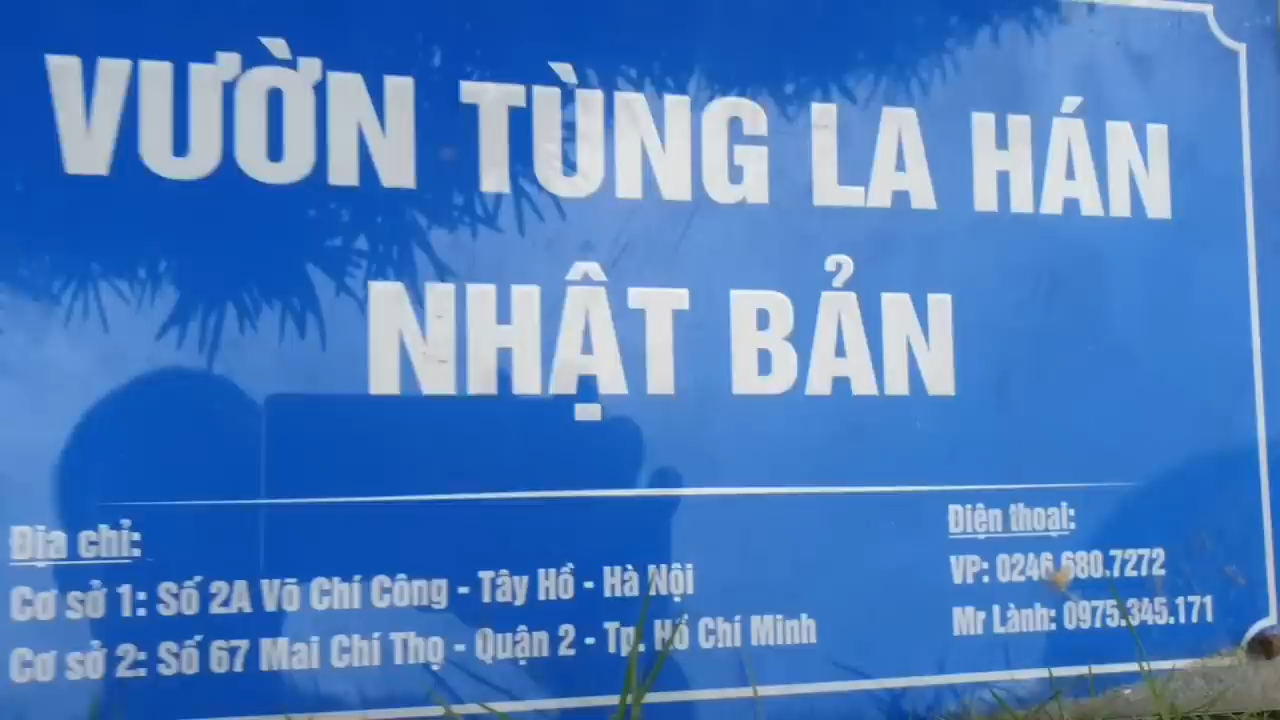 VƯỜN TÙNG LA HÁN
NHẬT BẢN
Địa chỉ:
Cơ sở 1: Số 2A Võ Chí Công - Tây Hồ - Hà Nội
Cơ sở 2: Số 67 Mai Chí Thọ - Quận 2 - Tp. Hồ Chí Minh
Điện thoại:
VP: 0246.680.7272
Mr Lành: 0975.345.171